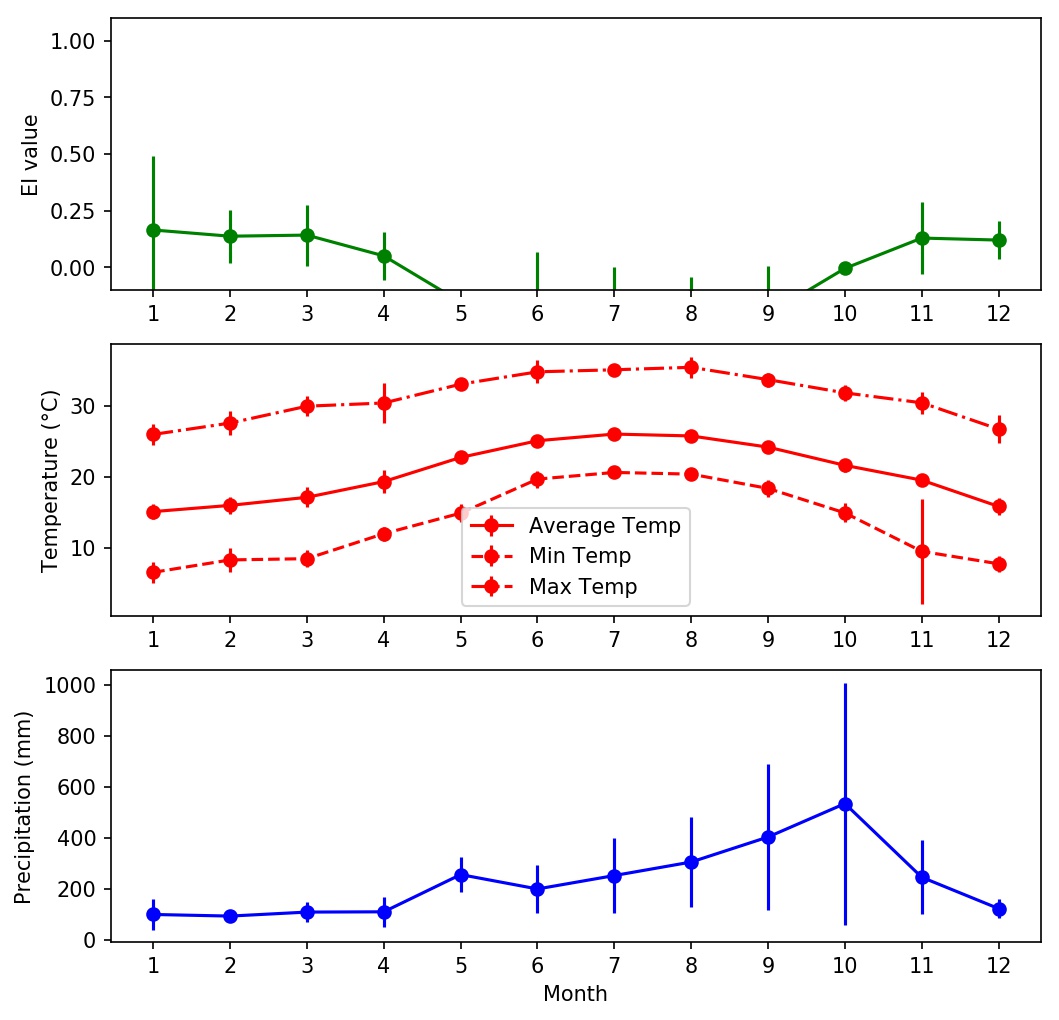 EI value
1.00
0.75
0.50
0.25
0.00
1 2 3 4 5 6 7 8 9 10 11 12
Temperature (°C)
30
20
10
Average Temp
Min Temp
Max Temp
1 2 3 4 5 6 7 8 9 10 11 12
Precipitation (mm)
1000
800
600
400
200
0
1 2 3 4 5 6 7 8 9 10 11 12
Month